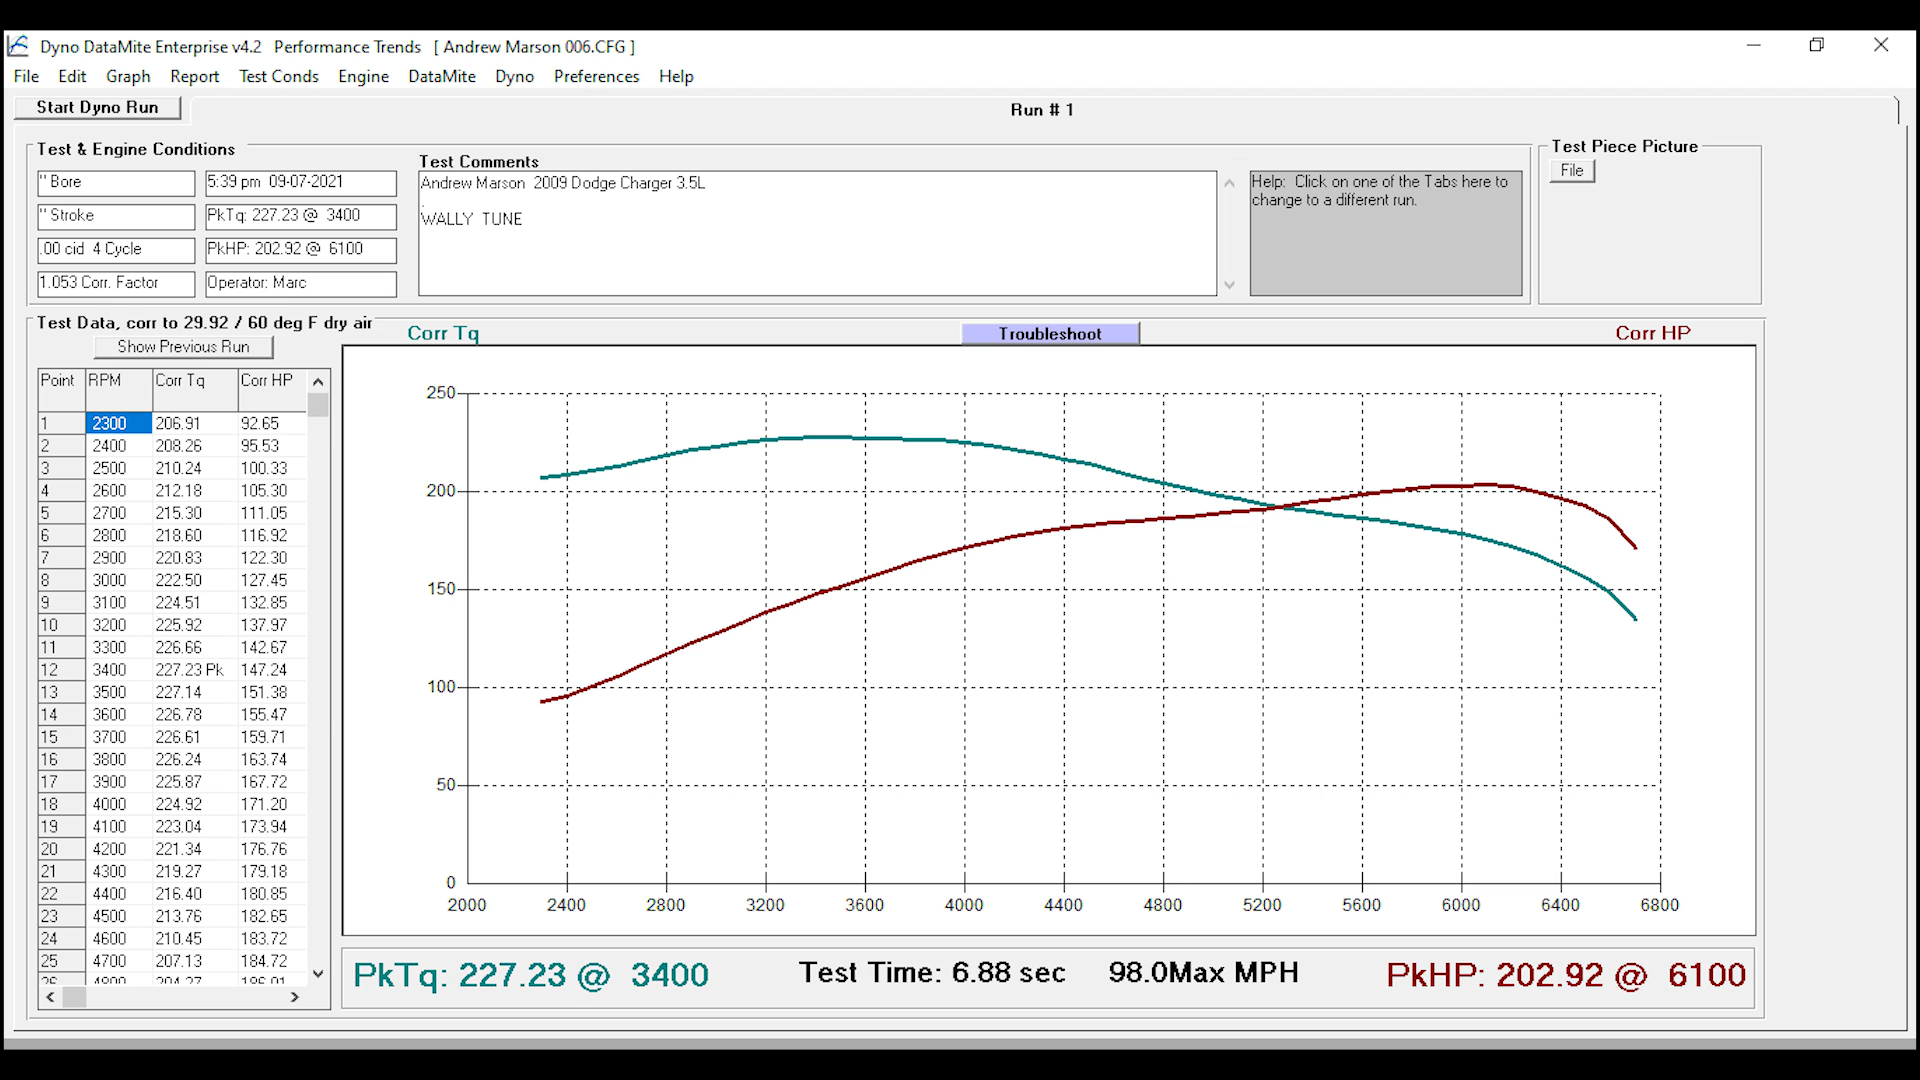 Dyno DataMite Enterprise v4.2 Performance Trends [ Andrew Marson 006.CFG ]
File Edit Graph Report Test Conds Engine DataMite Dyno Preferences Help
Start Dyno Run
Run # 1
Test & Engine Conditions
" Bore
5:39 pm 09-07-2021
" Stroke
PkTq: 227.23 @ 3400
.00 cid 4 Cycle
PkHP: 202.92 @ 6100
1.053 Corr. Factor
Operator: Marc
Test Comments
Andrew Marson 2009 Dodge Charger 3.5L
.
WALLY TUNE
Help: Click on one of the Tabs here to
change to a different run.
Test Piece Picture
File
Test Data, corr to 29.92 / 60 deg F dry air
Show Previous Run
Point RPM Corr Tq Corr HP
1 2300 206.91 92.65
2 2400 208.26 95.53
3 2500 210.24 100.33
4 2600 212.18 105.30
5 2700 215.30 111.05
6 2800 218.60 116.92
7 2900 220.83 122.30
8 3000 222.50 127.45
9 3100 224.51 132.85
10 3200 225.92 137.97
11 3300 226.66 142.67
12 3400 227.23 Pk 147.24
13 3500 227.14 151.38
14 3600 226.78 155.47
15 3700 226.61 159.71
16 3800 226.24 163.74
17 3900 225.87 167.72
18 4000 224.92 171.20
19 4100 223.04 173.94
20 4200 221.34 176.76
21 4300 219.27 179.18
22 4400 216.40 180.85
23 4500 213.76 182.65
24 4600 210.45 183.72
25 4700 207.13 184.72
Corr Tq
Troubleshoot
Corr HP
250
200
150
100
50
0
2000 2400 2800 3200 3600 4000 4400 4800 5200 5600 6000 6400 6800
PkTq: 227.23 @ 3400
Test Time: 6.88 sec
98.0Max MPH
PkHP: 202.92 @ 6100